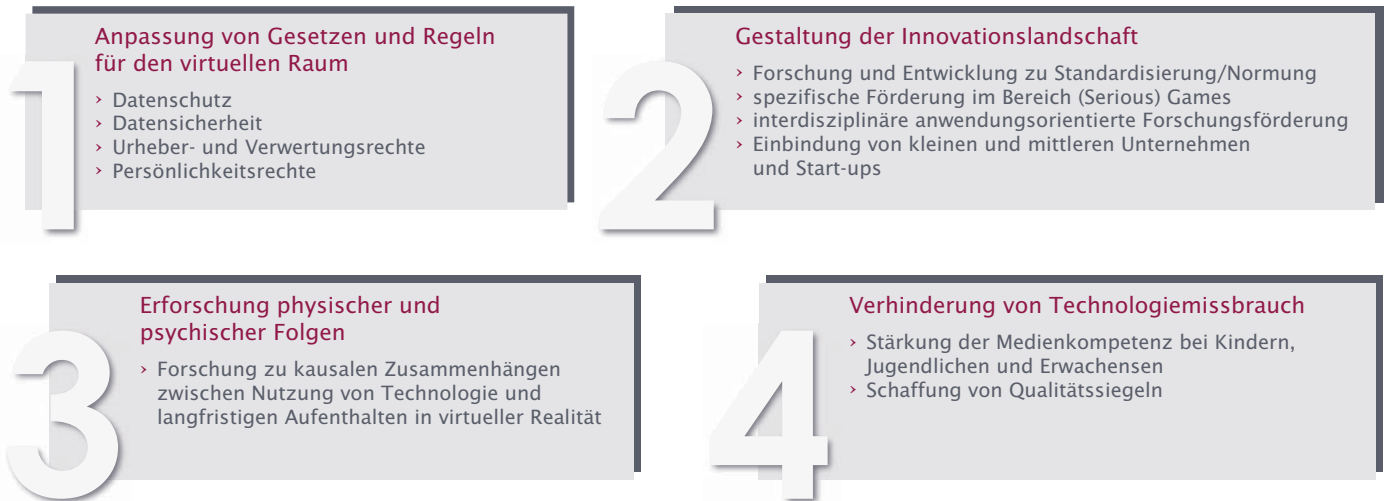 1
Anpassung von Gesetzen und Regeln
für den virtuellen Raum
› Datenschutz
› Datensicherheit
› Urheber- und Verwertungsrechte
› Persönlichkeitsrechte
2
Gestaltung der Innovationslandschaft
› Forschung und Entwicklung zu Standardisierung/Normung
› spezifische Förderung im Bereich (Serious) Games
› interdisziplinäre anwendungsorientierte Forschungsförderung
› Einbindung von kleinen und mittleren Unternehmen
und Start-ups
3
Erforschung physischer und
psychischer Folgen
› Forschung zu kausalen Zusammenhängen
zwischen Nutzung von Technologie und
langfristigen Aufenthalten in virtueller Realität
4
Verhinderung von Technologiemissbrauch
› Stärkung der Medienkompetenz bei Kindern,
Jugendlichen und Erwachensen
› Schaffung von Qualitätssiegeln